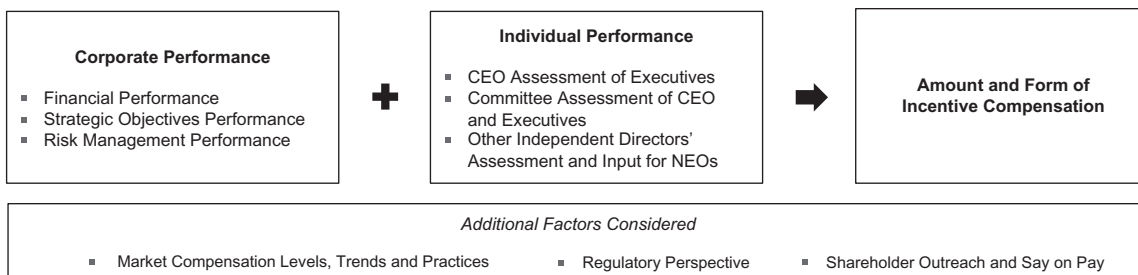 Corporate Performance
▪ Financial Performance
▪ Strategic Objectives Performance
▪ Risk Management Performance
Individual Performance
▪ CEO Assessment of Executives
▪ Committee Assessment of CEO
and Executives
▪ Other Independent Directors’
Assessment and Input for NEOs
Amount and Form of
Incentive Compensation
Additional Factors Considered
▪ Market Compensation Levels, Trends and Practices ▪ Regulatory Perspective ▪ Shareholder Outreach and Say on Pay